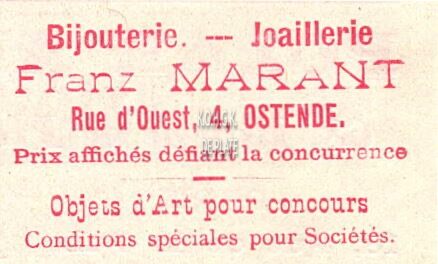 Bijouterie. --- Joaillerie
Franz MARANT
Rue d'Ouest, 4, OSTENDE.
Prix affichés défiant la concurrence
Objets d'Art pour concours
Conditions spéciales pour Sociétés.